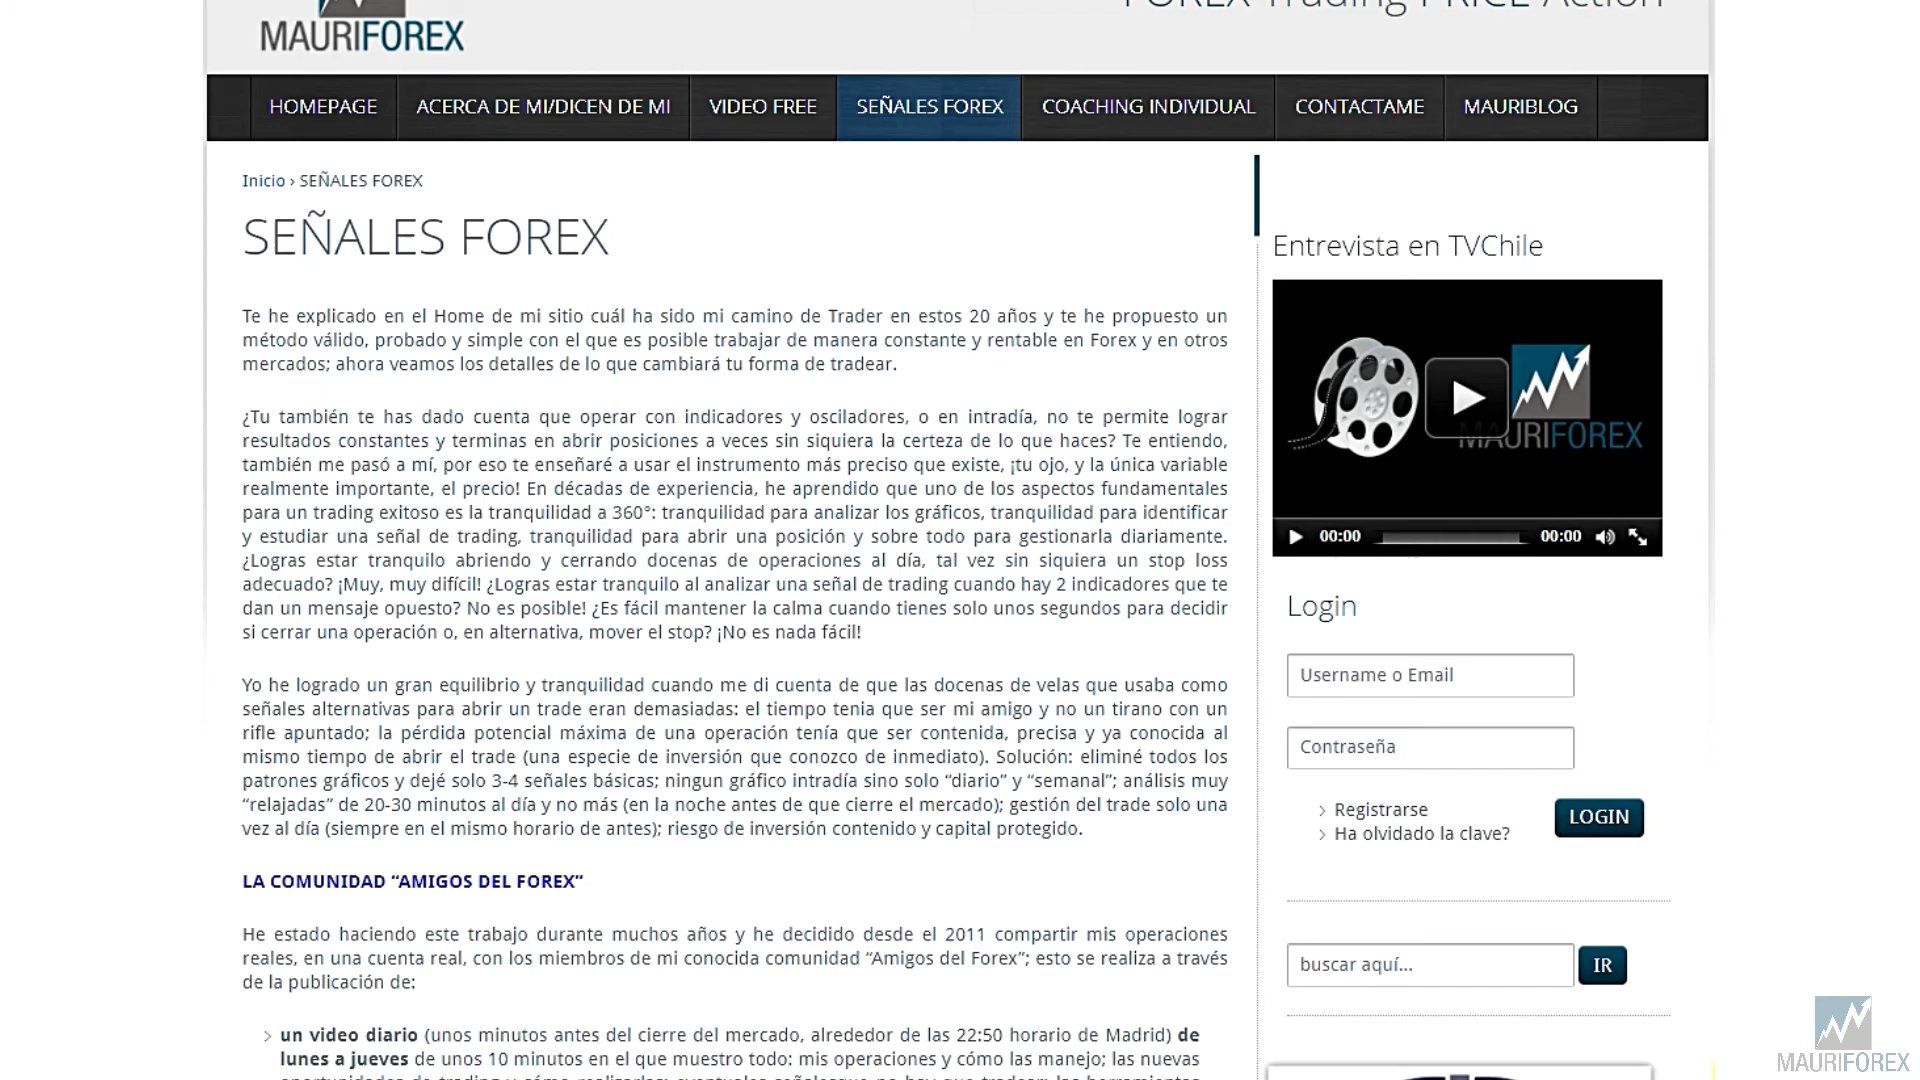 FOREX Trading PRICE Action
MAURIFOREX
HOMEPAGE
ACERCA DE MI/DICEN DE MI
VIDEO FREE
SEÑALES FOREX
COACHING INDIVIDUAL
CONTACTAME
MAURIBLOG
Inicio › SEÑALES FOREX
SEÑALES FOREX
Te he explicado en el Home de mi sitio cuál ha sido mi camino de Trader en estos 20 años y te he propuesto un
método válido, probado y simple con el que es posible trabajar de manera constante y rentable en Forex y en otros
mercados; ahora veamos los detalles de lo que cambiará tu forma de tradear.
¿Tu también te has dado cuenta que operar con indicadores y osciladores, o en intradía, no te permite lograr
resultados constantes y terminas en abrir posiciones a veces sin siquiera la certeza de lo que haces? Te entiendo,
también me pasó a mí, por eso te enseñaré a usar el instrumento más preciso que existe, ¡tu ojo, y la única variable
realmente importante, el precio! En décadas de experiencia, he aprendido que uno de los aspectos fundamentales
para un trading exitoso es la tranquilidad a 360°: tranquilidad para analizar los gráficos, tranquilidad para identificar
y estudiar una señal de trading, tranquilidad para abrir una posición y sobre todo para gestionarla diariamente.
¿Logras estar tranquilo abriendo y cerrando docenas de operaciones al día, tal vez sin siquiera un stop loss
adecuado? ¡Muy, muy difícil! ¿Logras estar tranquilo al analizar una señal de trading cuando hay 2 indicadores que te
dan un mensaje opuesto? No es posible! ¿Es fácil mantener la calma cuando tienes solo unos segundos para decidir
si cerrar una operación o, en alternativa, mover el stop? ¡No es nada fácil!
Yo he logrado un gran equilibrio y tranquilidad cuando me di cuenta de que las docenas de velas que usaba como
señales alternativas para abrir un trade eran demasiadas: el tiempo tenia que ser mi amigo y no un tirano con un
rifle apuntado; la pérdida potencial máxima de una operación tenía que ser contenida, precisa y ya conocida al
mismo tiempo de abrir el trade (una especie de inversión que conozco de inmediato). Solución: eliminé todos los
patrones gráficos y dejé solo 3-4 señales básicas; ningun gráfico intradía sino solo “diario” y “semanal”; análisis muy
“relajadas” de 20-30 minutos al día y no más (en la noche antes de que cierre el mercado); gestión del trade solo una
vez al día (siempre en el mismo horario de antes); riesgo de inversión contenido y capital protegido.
LA COMUNIDAD “AMIGOS DEL FOREX”
He estado haciendo este trabajo durante muchos años y he decidido desde el 2011 compartir mis operaciones
reales, en una cuenta real, con los miembros de mi conocida comunidad “Amigos del Forex”; esto se realiza a través
de la publicación de:
un video diario (unos minutos antes del cierre del mercado, alrededor de las 22:50 horario de Madrid) de
lunes a jueves de unos 10 minutos en el que muestro todo: mis operaciones y cómo las manejo; las nuevas
Entrevista en TVChile
MAURIFOREX
00:00
00:00
Login
Username o Email
Contraseña
Registrarse
Ha olvidado la clave?
LOGIN
buscar aquí...
IR
MAURIFOREX